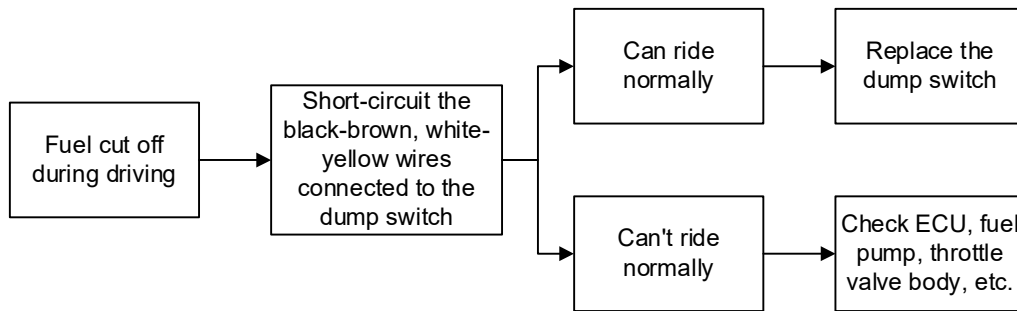 Fuel cut off
during driving
Short-circuit the
black-brown, white-
yellow wires
connected to the
dump switch
Can ride
normally
Replace the
dump switch
Can't ride
normally
Check ECU, fuel
pump, throttle
valve body, etc.